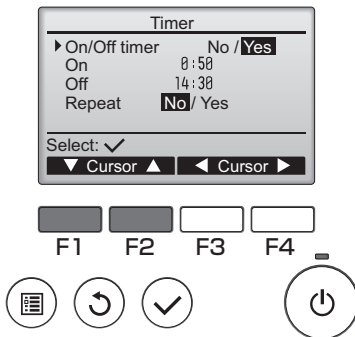 Timer
On/Off timer No / Yes
On 0:50
Off 14:30
Repeat No / Yes
Select: ✓
▼ Cursor ▲ ◀ Cursor ▶
F1 F2 F3 F4